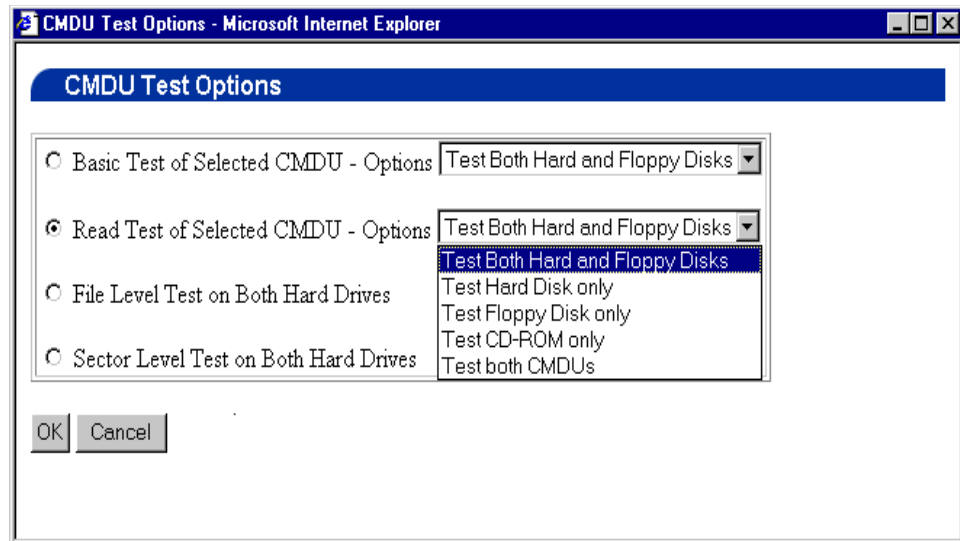 CMDU Test Options - Microsoft Internet Explorer
CMDU Test Options
Basic Test of Selected CMDU - Options Test Both Hard and Floppy Disks
Read Test of Selected CMDU - Options Test Both Hard and Floppy Disks
Test Both Hard and Floppy Disks
File Level Test on Both Hard Drives Test Hard Disk only
Test Floppy Disk only
Test CD-ROM only
Sector Level Test on Both Hard Drives Test both CMDUs
OK Cancel